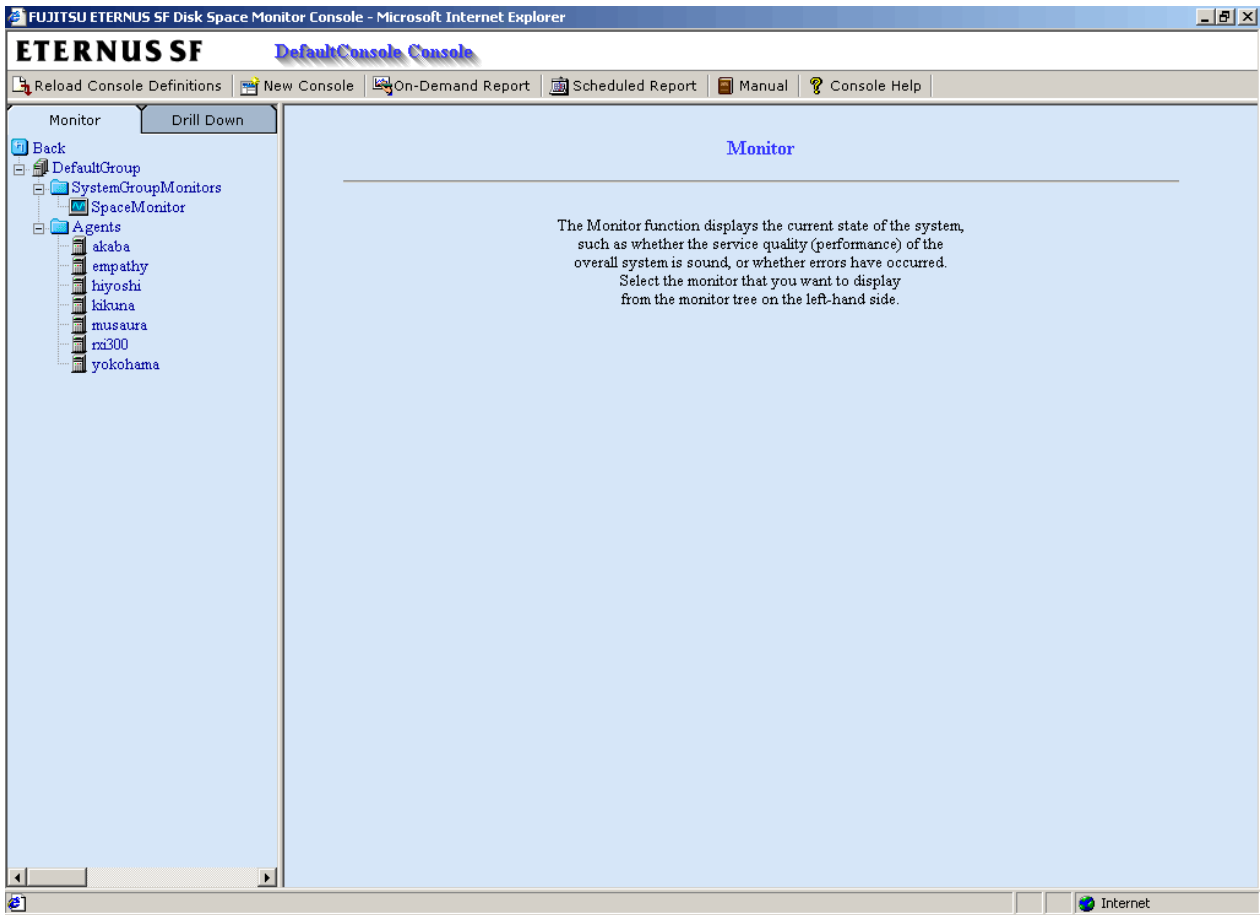 FUJITSU ETERNUS SF Disk Space Monitor Console - Microsoft Internet Explorer
ETERNUS SF DefaultConsole Console
Reload Console Definitions New Console On-Demand Report Scheduled Report Manual Console Help
Monitor Drill Down
Back
DefaultGroup
SystemGroupMonitors
SpaceMonitor
Agents
akaba
empathy
hiyoshi
kikuna
musaura
rxi300
yokohama
Monitor
The Monitor function displays the current state of the system,
such as whether the service quality (performance) of the
overall system is sound, or whether errors have occurred.
Select the monitor that you want to display
from the monitor tree on the left-hand side.
Internet